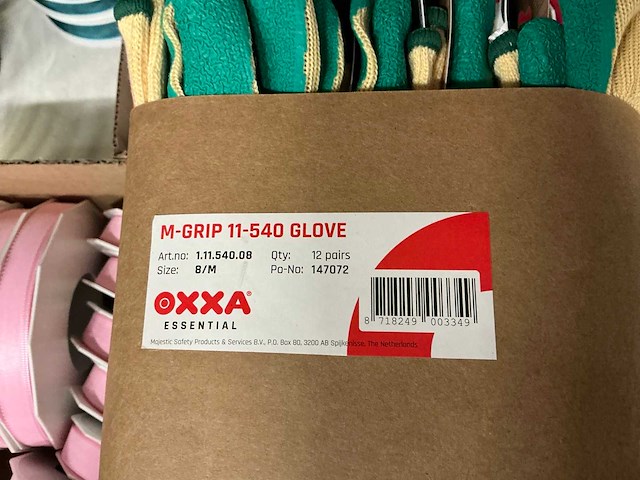 M-GRIP 11-540 GLOVE
Art.no: 1.11.540.08 Qty: 12 pairs
Size: 8/M Po-No: 147072
OXXA®
ESSENTIAL
8 718249 003349
Majestic Safety Products & Services B.V., P.O. Box 80, 3200 AB Spijkenisse, The Netherlands